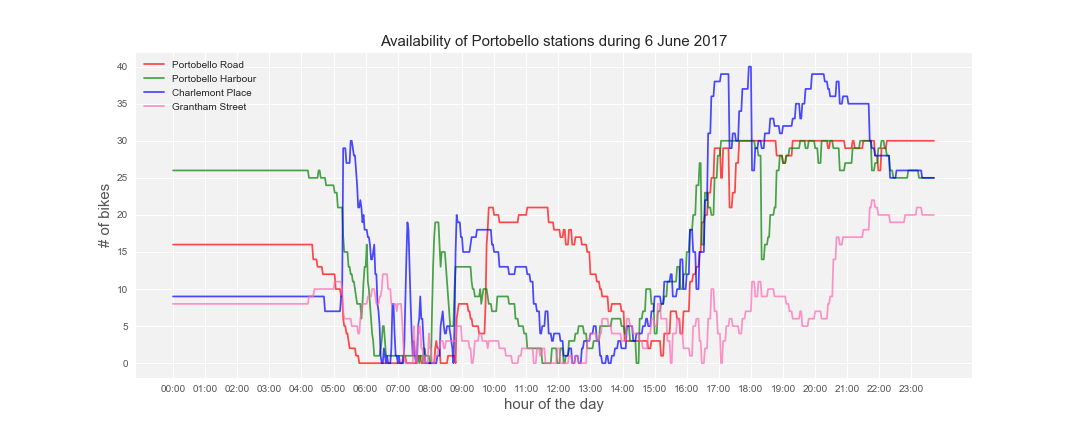 Availability of Portobello stations during 6 June 2017
Portobello Road
Portobello Harbour
Charlemont Place
Grantham Street
# of bikes
40
35
30
25
20
15
10
5
0
00:00 01:00 02:00 03:00 04:00 05:00 06:00 07:00 08:00 09:00 10:00 11:00 12:00 13:00 14:00 15:00 16:00 17:00 18:00 19:00 20:00 21:00 22:00 23:00
hour of the day